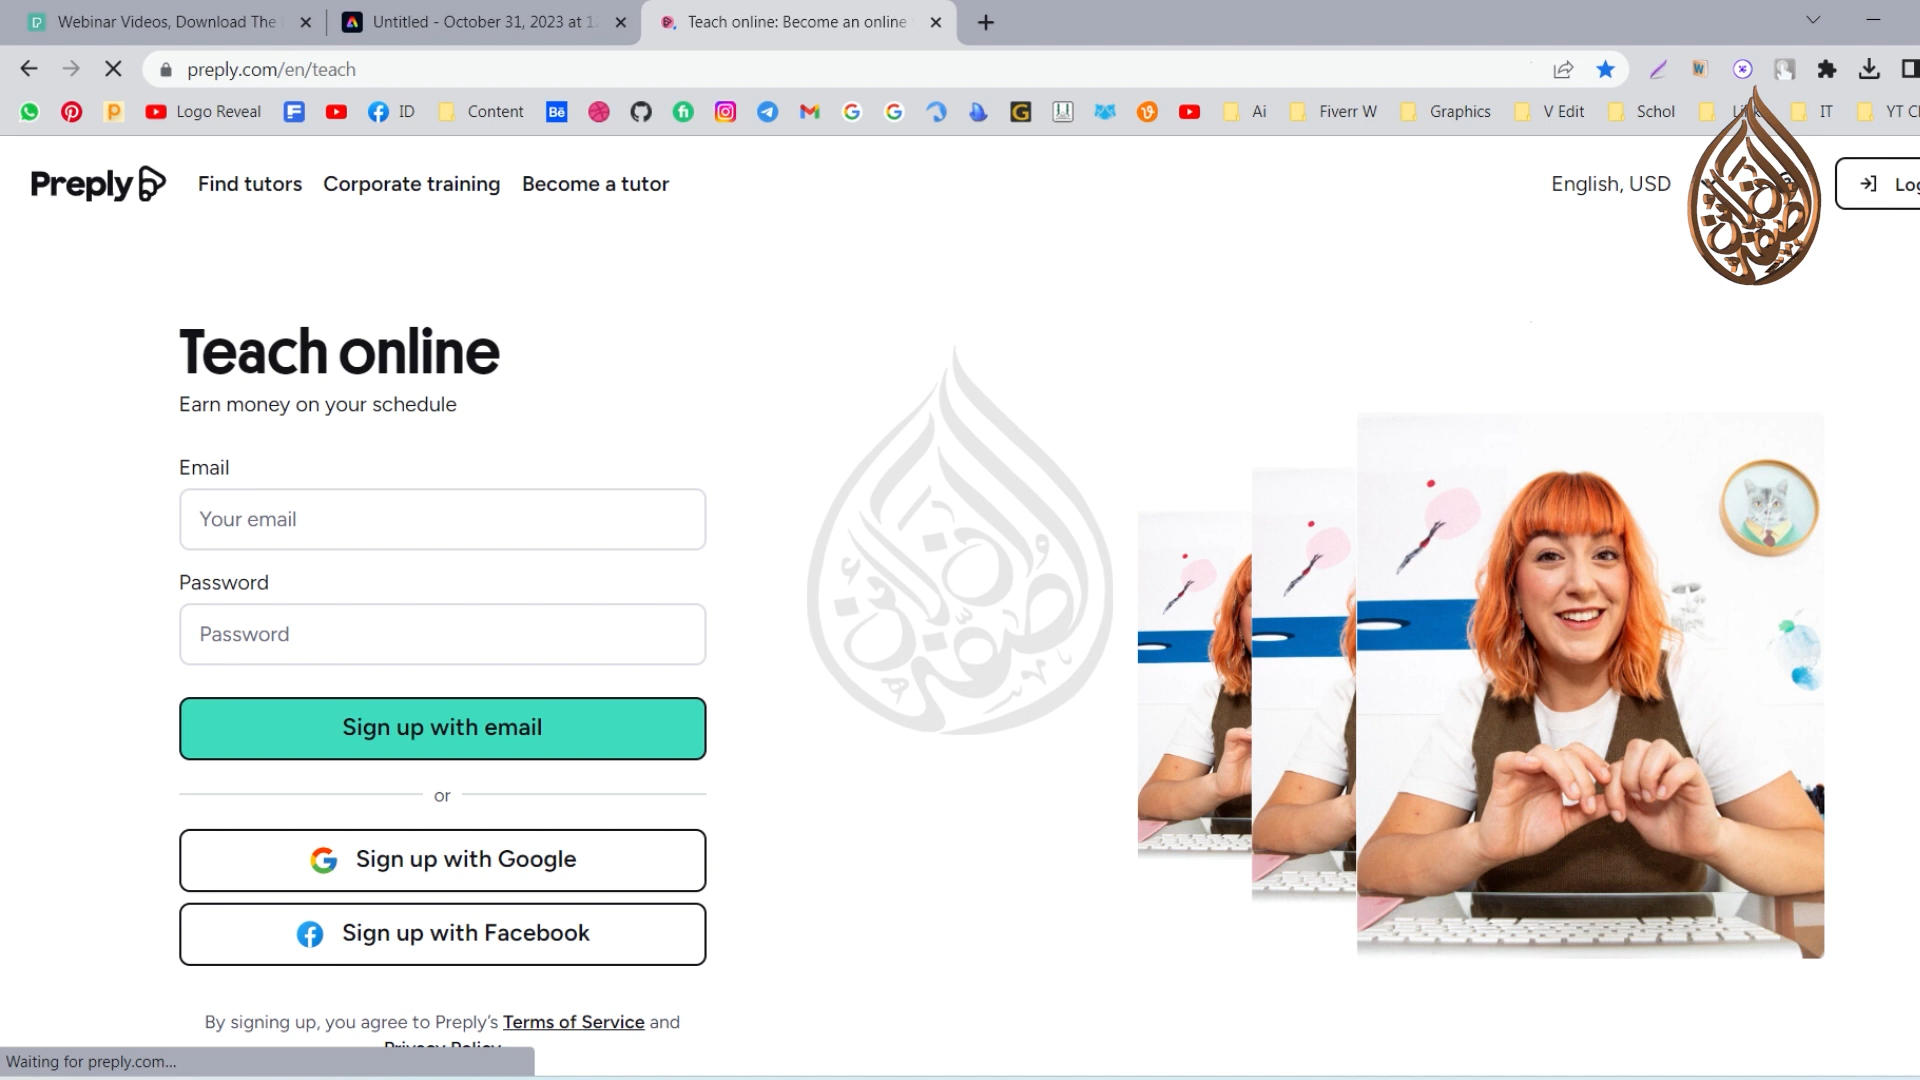 Webinar Videos, Download The
Untitled - October 31, 2023 at 1
Teach online: Become an online
preply.com/en/teach
Logo Reveal
ID
Content
Ai
Fiverr W
Graphics
V Edit
Schol
IT
Preply
Find tutors
Corporate training
Become a tutor
English, USD
Teach online
Earn money on your schedule
Email
Your email
Password
Password
Sign up with email
or
Sign up with Google
Sign up with Facebook
By signing up, you agree to Preply’s Terms of Service and
Privacy Policy
Waiting for preply.com...